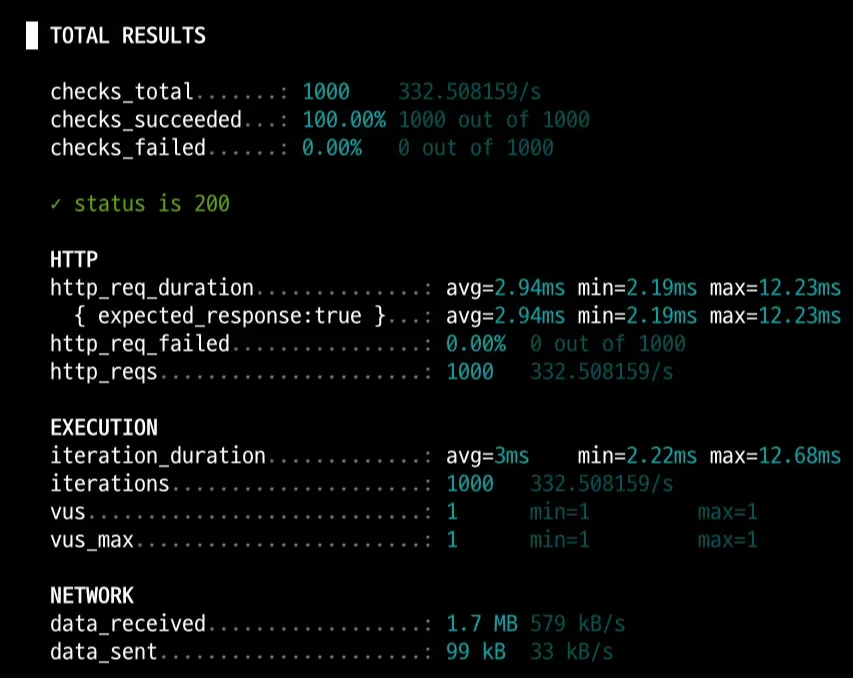 TOTAL RESULTS
checks_total.......: 1000 332.508159/s
checks_succeeded...: 100.00% 1000 out of 1000
checks_failed......: 0.00% 0 out of 1000
✓ status is 200
HTTP
http_req_duration..............: avg=2.94ms min=2.19ms max=12.23ms
{ expected_response:true }...: avg=2.94ms min=2.19ms max=12.23ms
http_req_failed................: 0.00% 0 out of 1000
http_reqs......................: 1000 332.508159/s
EXECUTION
iteration_duration.............: avg=3ms min=2.22ms max=12.68ms
iterations.....................: 1000 332.508159/s
vus............................: 1 min=1 max=1
vus_max........................: 1 min=1 max=1
NETWORK
data_received..................: 1.7 MB 579 kB/s
data_sent......................: 99 kB 33 kB/s